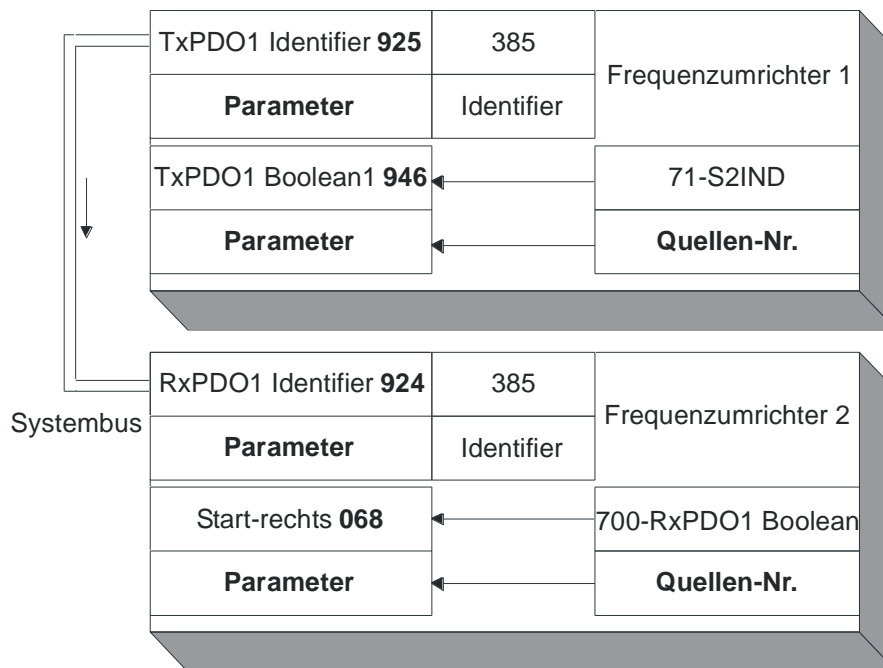 TxPDO1 Identifier 925
385
Frequenzumrichter 1
Parameter
Identifier
TxPDO1 Boolean1 946
71-S2IND
Parameter
Quellen-Nr.
RxPDO1 Identifier 924
385
Frequenzumrichter 2
Systembus
Parameter
Identifier
Start-rechts 068
700-RxPDO1 Boolean
Parameter
Quellen-Nr.